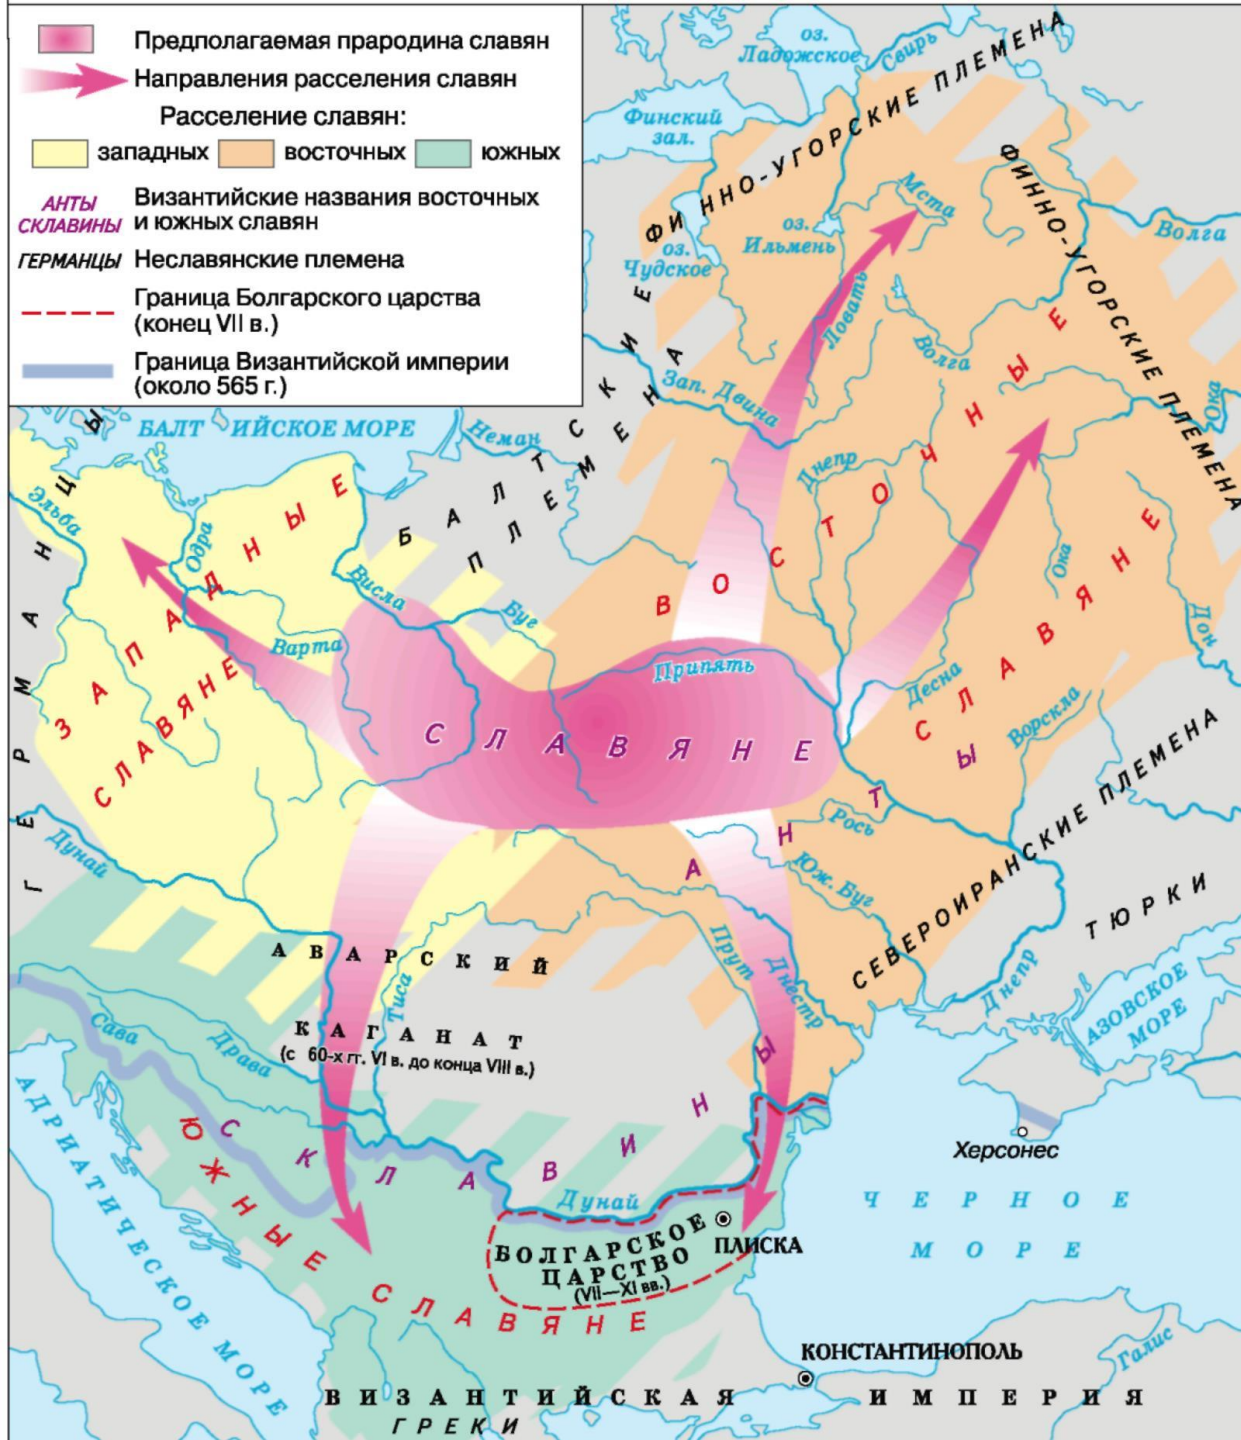 Предполагаемая прародина славян
Направления расселения славян
Расселение славян:
западных восточных южных
АНТЫ
СКЛАВИНЫ
Византийские названия восточных
и южных славян
ГЕРМАНЦЫ Неславянские племена
Граница Болгарского царства
(конец VII в.)
Граница Византийской империи
(около 565 г.)
оз.
Ладожское
Свирь
Финский
зал.
ФИННО-УГОРСКИЕ ПЛЕМЕНА
ФИННО-УГОРСКИЕ ПЛЕМЕНА
Мста
оз.
Ильмень
оз.
Чудское
Волга
Ловать
Волга
Зап. Двина
Ока
БАЛТИЙСКОЕ МОРЕ
Неман
БАЛТСКИЕ
ПЛЕМЕНА
Днепр
Эльба
Одра
Висла
Буг
Варта
ГЕРМАНЦЫ
ЗАПАДНЫЕ
СЛАВЯНЕ
ВОСТОЧНЫЕ
СЛАВЯНЕ
Ока
Дон
Припять
Десна
Ворскла
СЛАВЯНЕ
АНТЫ
Рось
Юж. Буг
СЕВЕРОИРАНСКИЕ ПЛЕМЕНА
ТЮРКИ
Дунай
АВАРСКИЙ
КАГАНАТ
(с 60-х гг. VI в. до конца VIII в.)
Тиса
Прут
Днестр
Днепр
АЗОВСКОЕ
МОРЕ
Сава
Драва
СКЛАВИНЫ
ЮЖНЫЕ СЛАВЯНЕ
АДРИАТИЧЕСКОЕ МОРЕ
Дунай
БОЛГАРСКОЕ
ЦАРСТВО
(VII—XI вв.)
ПЛИСКА
Херсонес
ЧЕРНОЕ
МОРЕ
КОНСТАНТИНОПОЛЬ
Галис
ВИЗАНТИЙСКАЯ ИМПЕРИЯ
ГРЕКИ